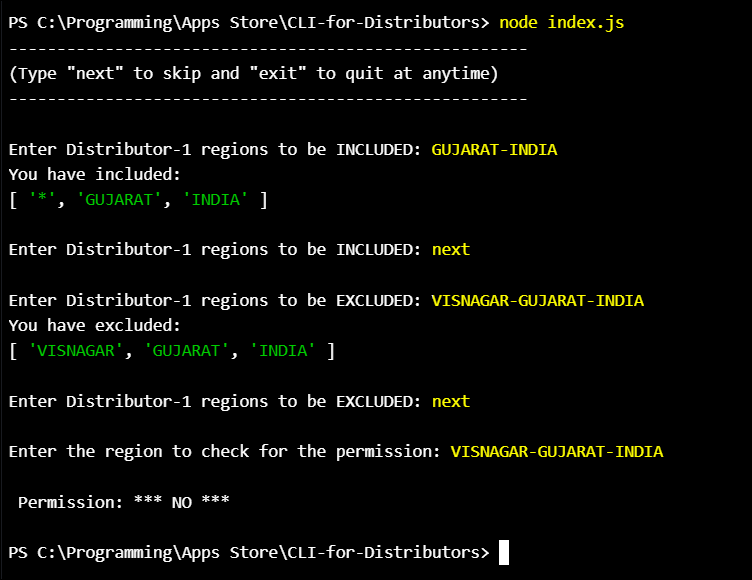 PS C:\Programming\Apps Store\CLI-for-Distributors> node index.js
------------------------------------------------------
(Type "next" to skip and "exit" to quit at anytime)
------------------------------------------------------
Enter Distributor-1 regions to be INCLUDED: GUJARAT-INDIA
You have included:
[ '*', 'GUJARAT', 'INDIA' ]
Enter Distributor-1 regions to be INCLUDED: next
Enter Distributor-1 regions to be EXCLUDED: VISNAGAR-GUJARAT-INDIA
You have excluded:
[ 'VISNAGAR', 'GUJARAT', 'INDIA' ]
Enter Distributor-1 regions to be EXCLUDED: next
Enter the region to check for the permission: VISNAGAR-GUJARAT-INDIA
Permission: *** NO ***
PS C:\Programming\Apps Store\CLI-for-Distributors>